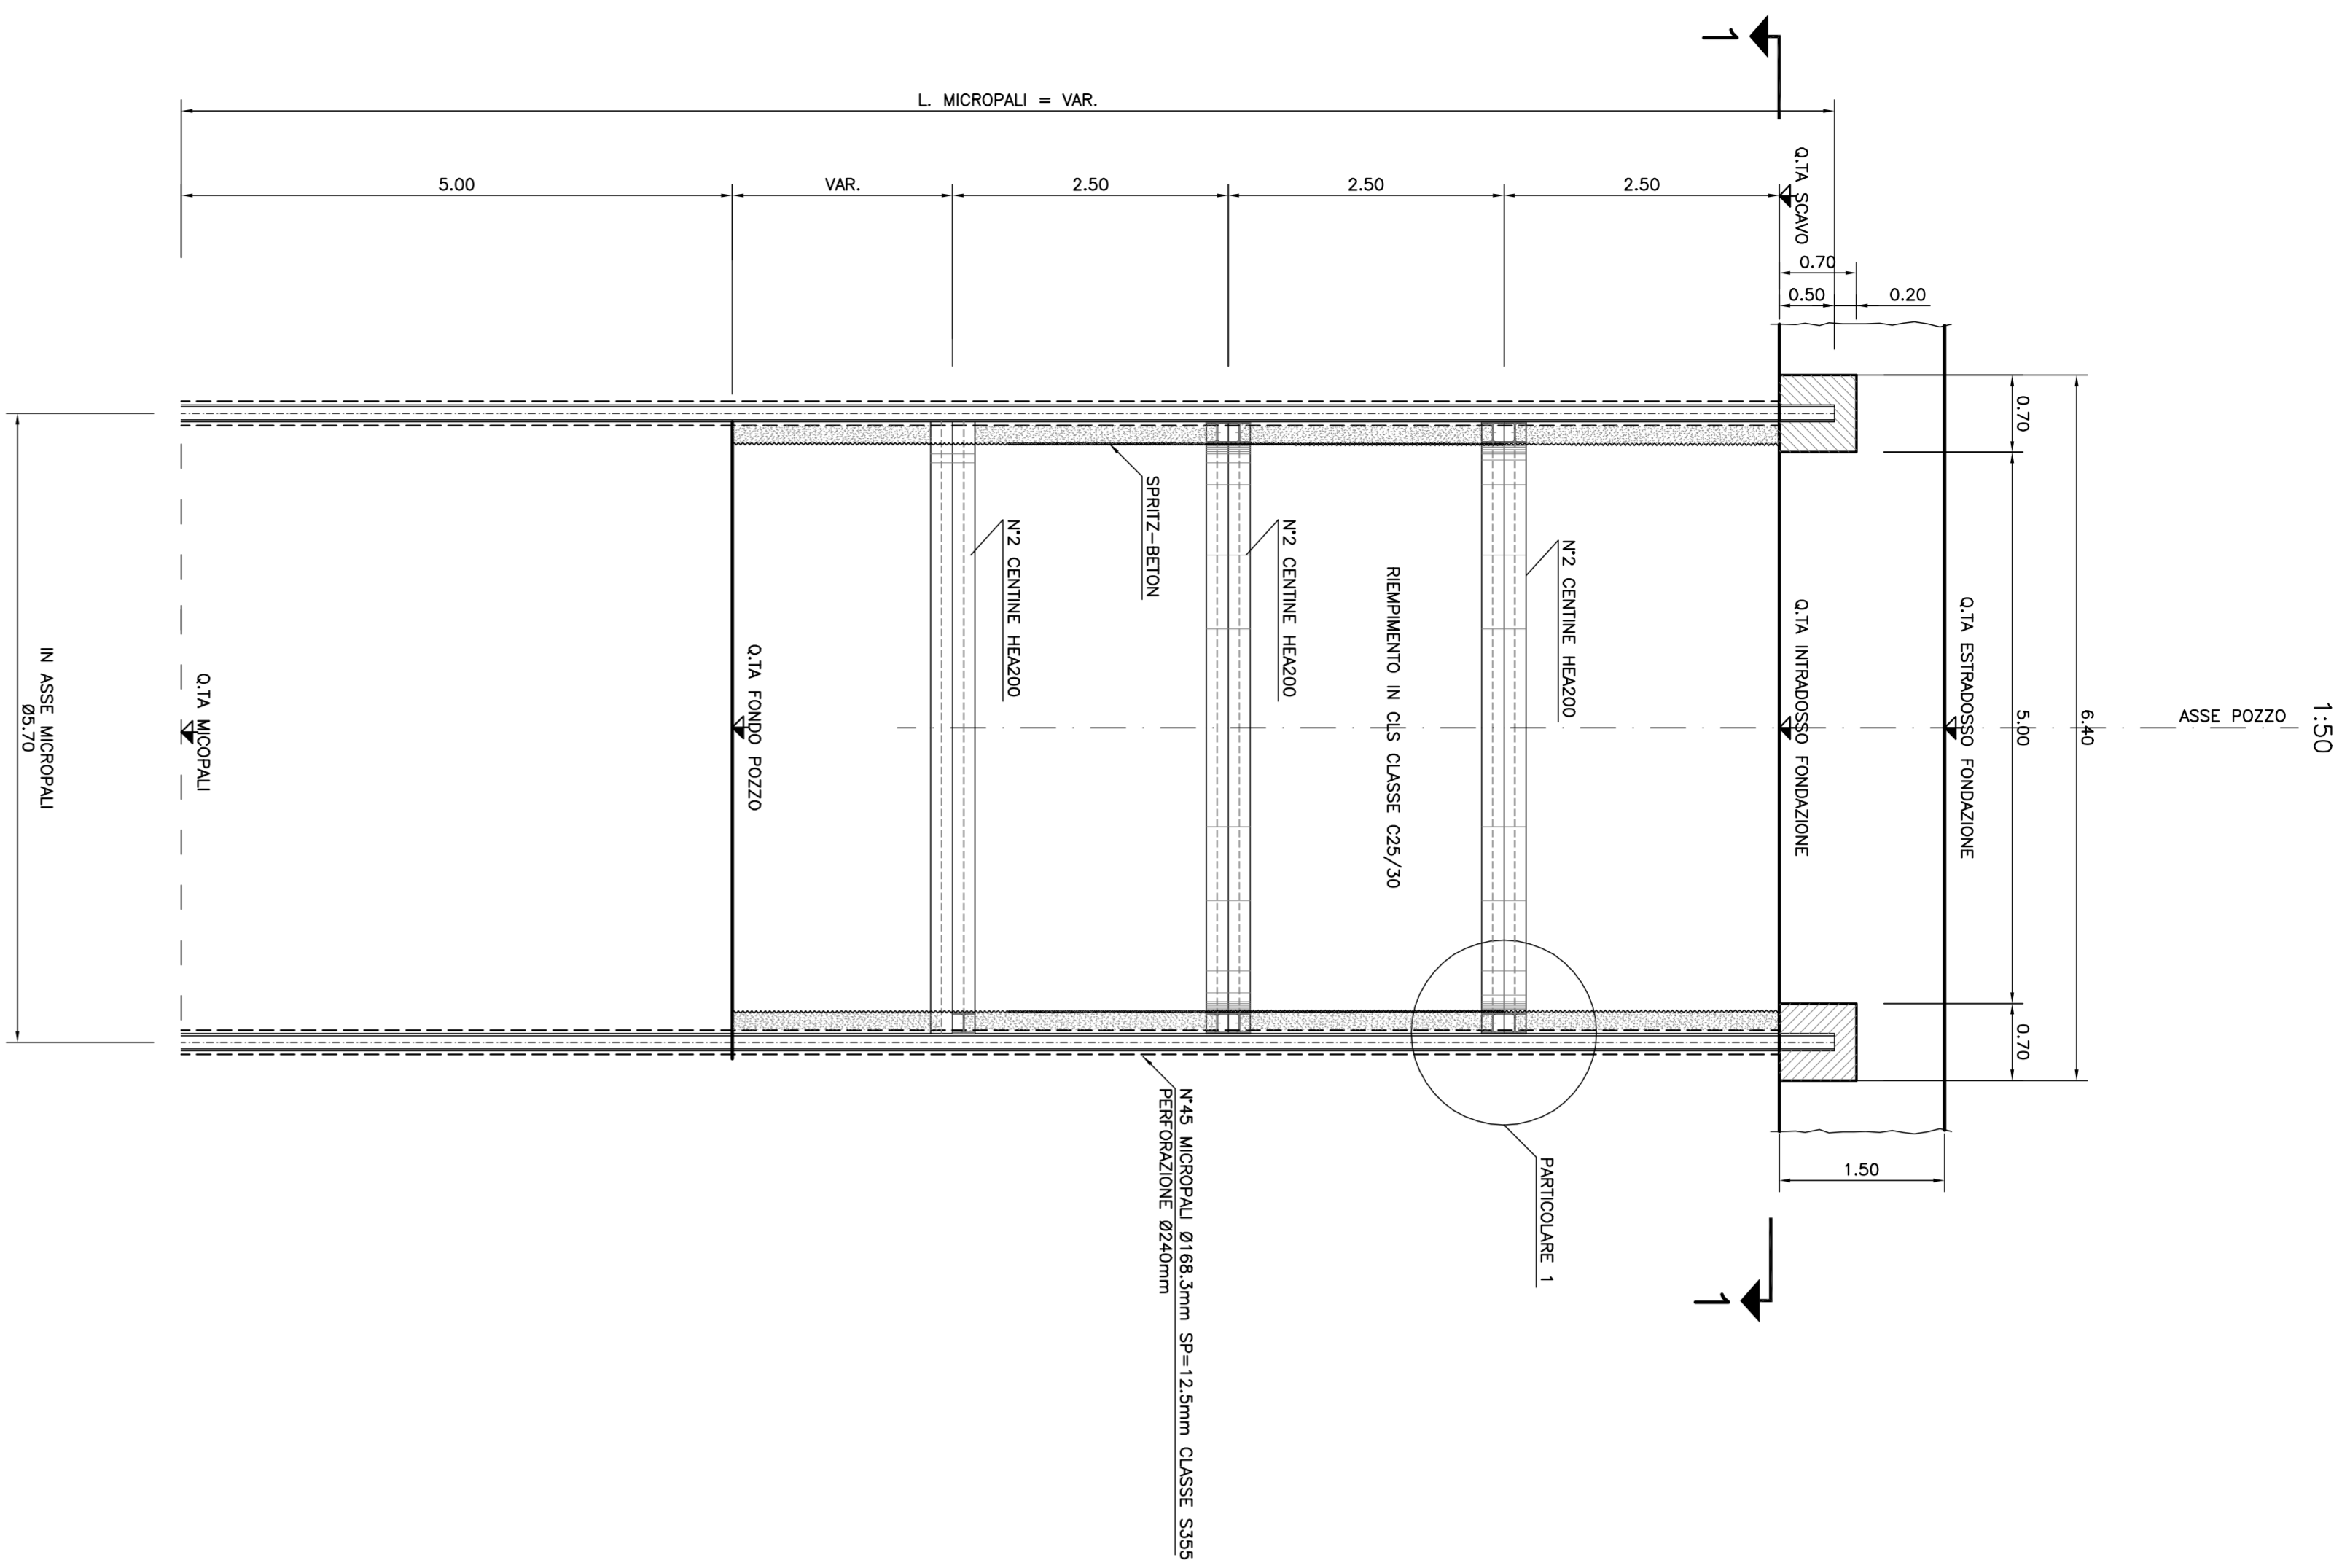 1:50
ASSE POZZO
6.40
0.70
5.00
0.70
Q.TA ESTRADOSSO FONDAZIONE
Q.TA INTRADOSSO FONDAZIONE
0.20
0.50
0.70
Q.TA SCAVO
1.50
1
1
L. MICROPALI = VAR.
2.50
2.50
2.50
VAR.
5.00
N°2 CENTINE HEA200
RIEMPIMENTO IN CLS CLASSE C25/30
PARTICOLARE 1
N°2 CENTINE HEA200
SPRITZ-BETON
N°45 MICROPALI Ø168.3mm SP=12.5mm CLASSE S355
PERFORAZIONE Ø240mm
N°2 CENTINE HEA200
Q.TA FONDO POZZO
Q.TA MICOPALI
IN ASSE MICROPALI
Ø5.70